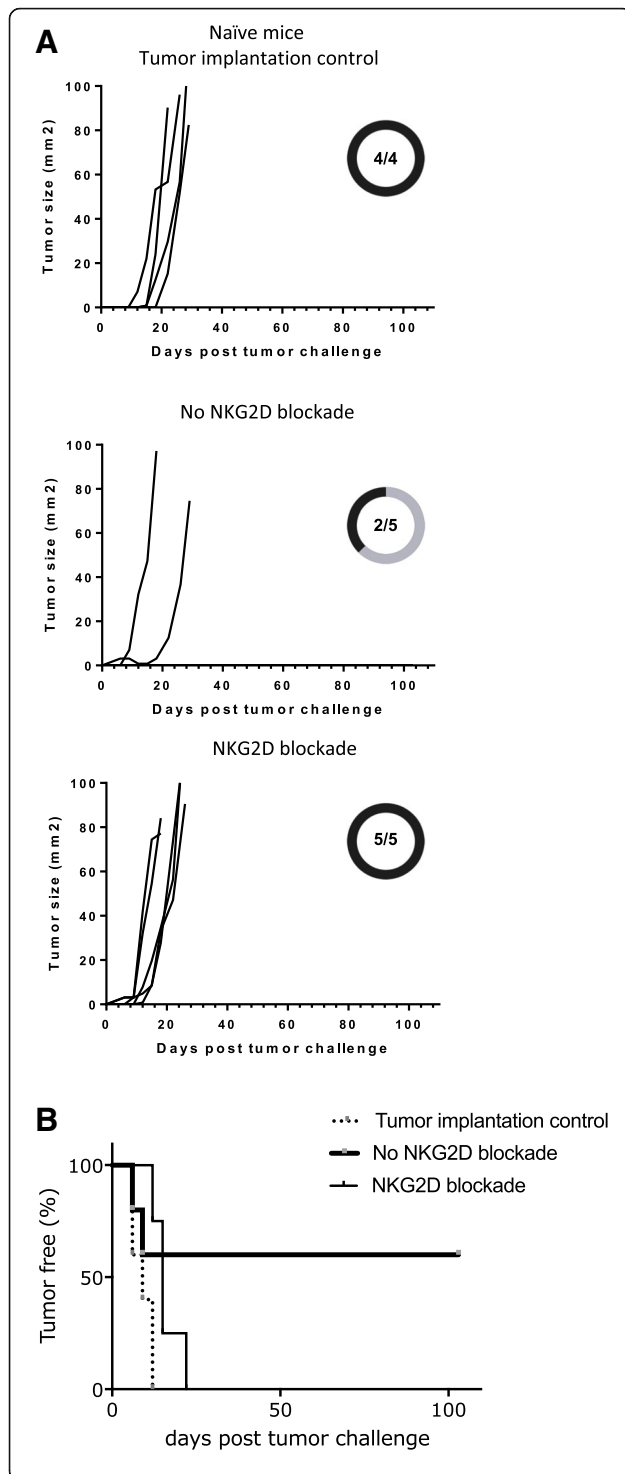 A
Naïve mice
Tumor implantation control
Tumor size (mm2)
100
80
60
40
20
0
4/4
0 20 40 60 80 100
Days post tumor challenge
No NKG2D blockade
Tumor size (mm2)
100
80
60
40
20
0
2/5
0 20 40 60 80 100
Days post tumor challenge
NKG2D blockade
Tumor size (mm2)
100
80
60
40
20
0
5/5
0 20 40 60 80 100
Days post tumor challenge
B
Tumor implantation control
No NKG2D blockade
NKG2D blockade
Tumor free (%)
100
50
0
0 50 100
days post tumor challenge